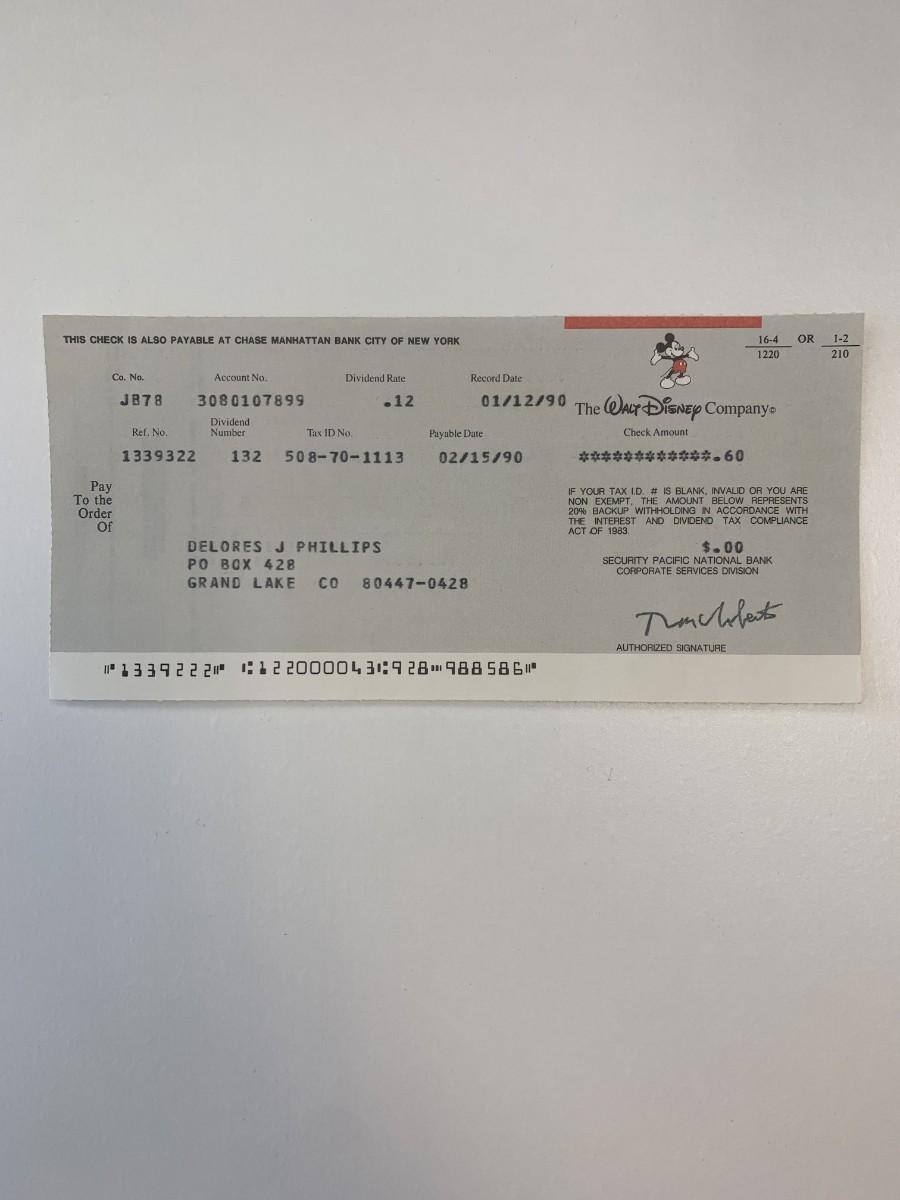 THIS CHECK IS ALSO PAYABLE AT CHASE MANHATTAN BANK CITY OF NEW YORK
16-4 OR 1-2
1220 210
Co. No. Account No. Dividend Rate Record Date
JB78 3080107899 .12 01/12/90
The WALT DISNEY Company©
Ref. No. Dividend Number Tax ID No. Payable Date Check Amount
1339322 132 508-70-1113 02/15/90 ************.60
Pay
To the
Order
Of
DELORES J PHILLIPS
PO BOX 428
GRAND LAKE CO 80447-0428
IF YOUR TAX I.D. # IS BLANK, INVALID OR YOU ARE
NON EXEMPT, THE AMOUNT BELOW REPRESENTS
20% BACKUP WITHHOLDING IN ACCORDANCE WITH
THE INTEREST AND DIVIDEND TAX COMPLIANCE
ACT OF 1983.
$.00
SECURITY PACIFIC NATIONAL BANK
CORPORATE SERVICES DIVISION
AUTHORIZED SIGNATURE
⑈1339222⑈ ⑆122000043⑆928⑉988586⑈